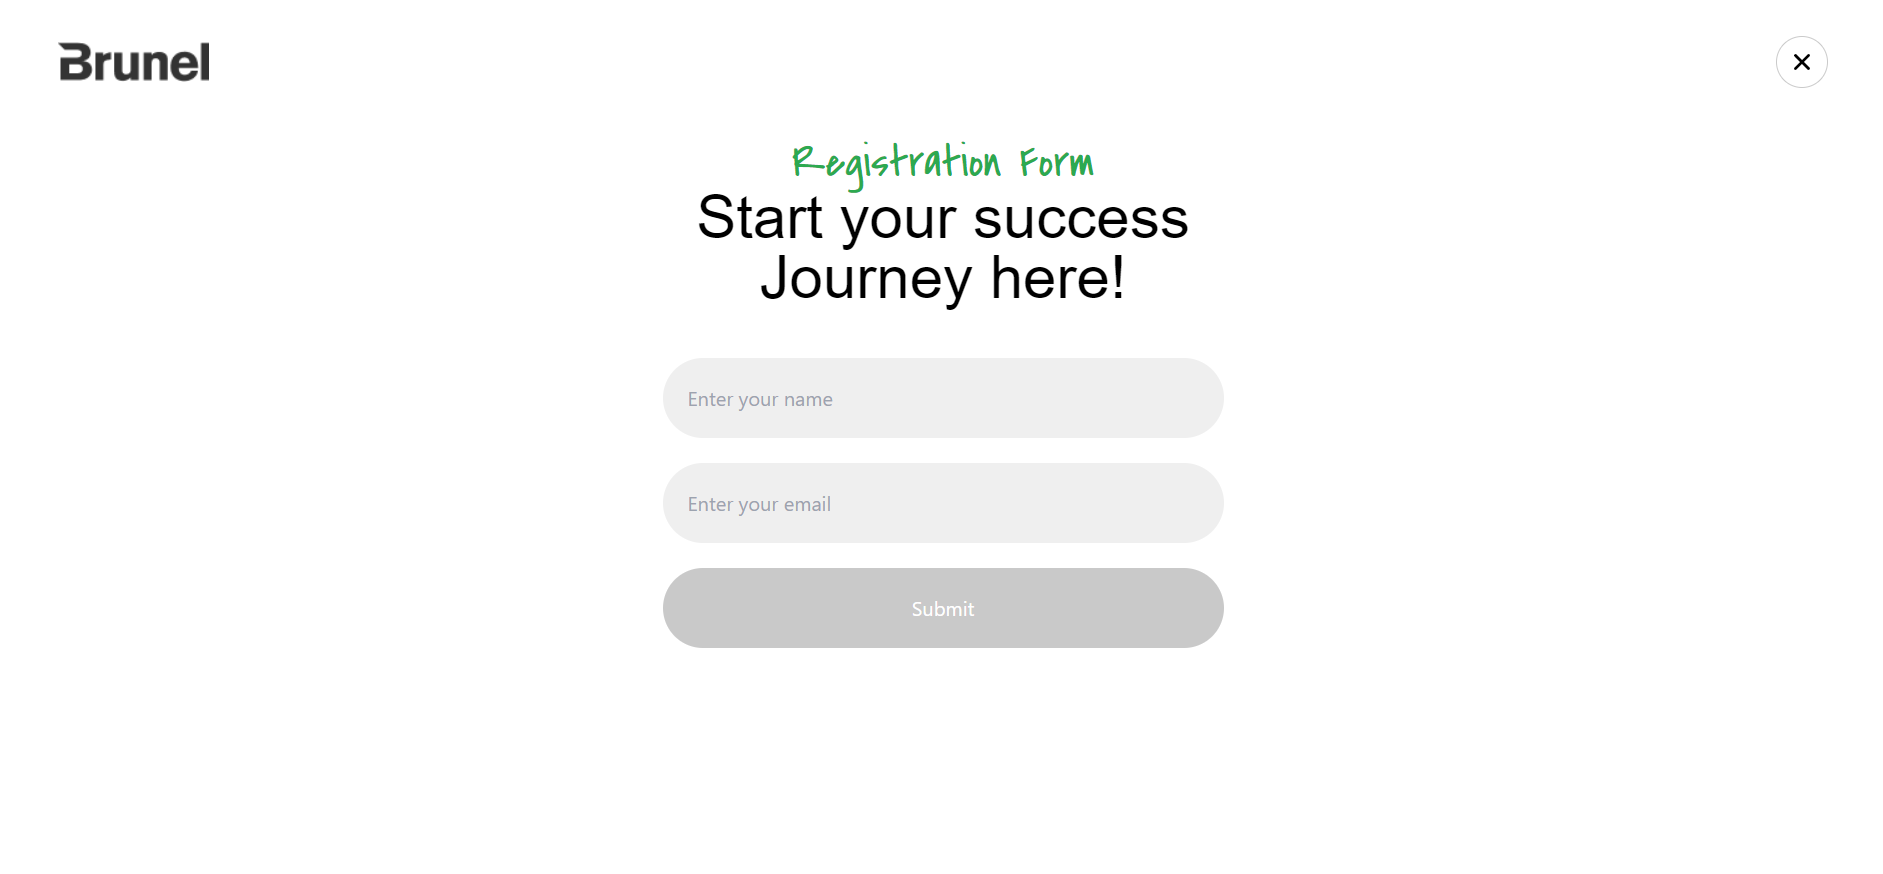 Brunel
Registration Form
Start your success
Journey here!
Enter your name
Enter your email
Submit